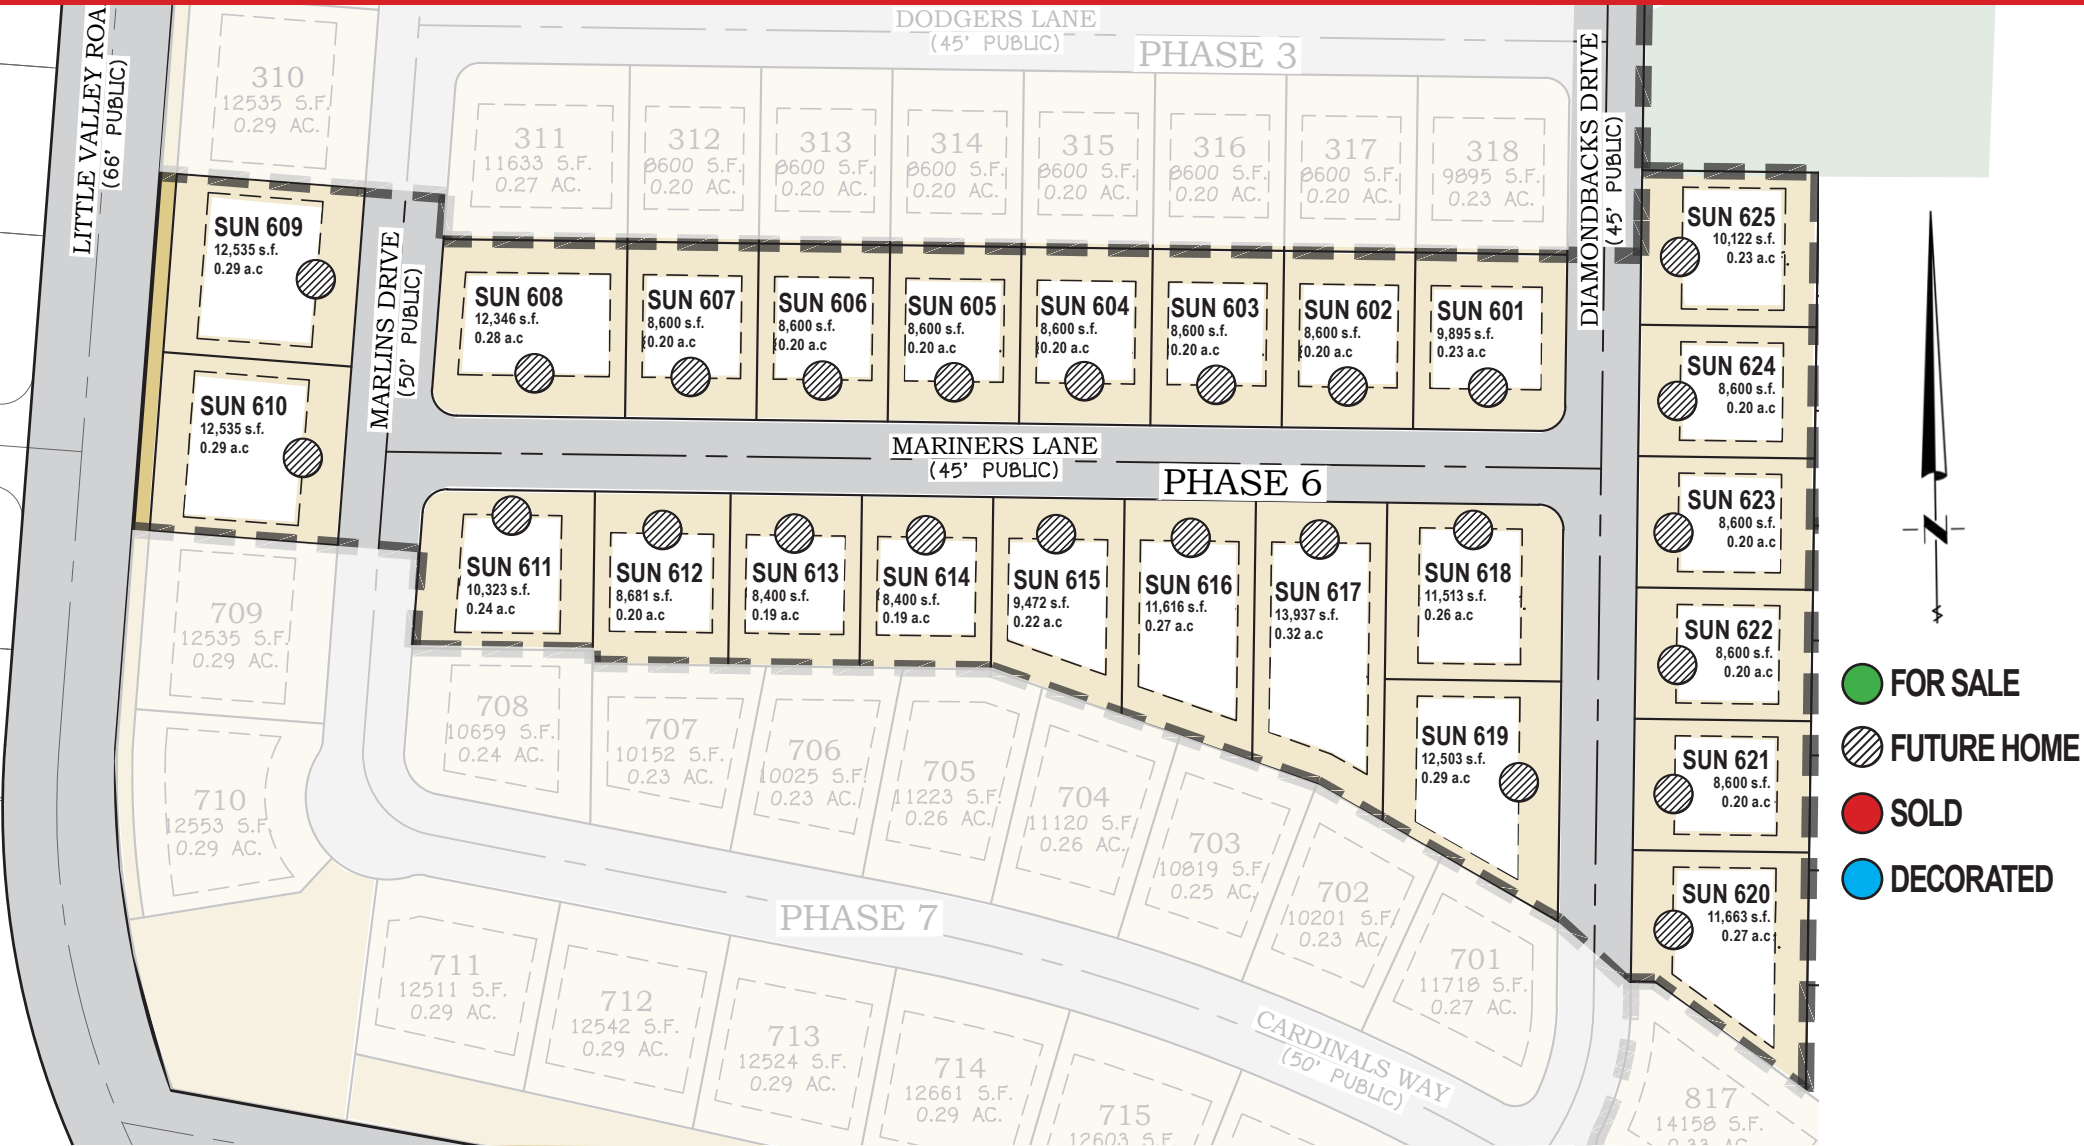 DODGERS LANE
(45' PUBLIC)
PHASE 3
LITTLE VALLEY ROA
(66' PUBLIC)
DIAMONDBACKS DRIVE
(45' PUBLIC)
310
12535 S.F.
0.29 AC.
311
11633 S.F.
0.27 AC.
312
8600 S.F.
0.20 AC.
313
8600 S.F.
0.20 AC.
314
8600 S.F.
0.20 AC.
315
8600 S.F.
0.20 AC.
316
8600 S.F.
0.20 AC.
317
8600 S.F.
0.20 AC.
318
9895 S.F.
0.23 AC.
SUN 609
12,535 s.f.
0.29 a.c
MARLINS DRIVE
(50' PUBLIC)
SUN 608
12,346 s.f.
0.28 a.c
SUN 607
8,600 s.f.
0.20 a.c
SUN 606
8,600 s.f.
0.20 a.c
SUN 605
8,600 s.f.
0.20 a.c
SUN 604
8,600 s.f.
0.20 a.c
SUN 603
8,600 s.f.
0.20 a.c
SUN 602
8,600 s.f.
0.20 a.c
SUN 601
9,895 s.f.
0.23 a.c
SUN 625
10,122 s.f.
0.23 a.c
SUN 624
8,600 s.f.
0.20 a.c
SUN 610
12,535 s.f.
0.29 a.c
MARINERS LANE
(45' PUBLIC)
PHASE 6
SUN 623
8,600 s.f.
0.20 a.c
N
SUN 611
10,323 s.f.
0.24 a.c
SUN 612
8,681 s.f.
0.20 a.c
SUN 613
8,400 s.f.
0.19 a.c
SUN 614
8,400 s.f.
0.19 a.c
SUN 615
9,472 s.f.
0.22 a.c
SUN 616
11,616 s.f.
0.27 a.c
SUN 617
13,937 s.f.
0.32 a.c
SUN 618
11,513 s.f.
0.26 a.c
SUN 622
8,600 s.f.
0.20 a.c
SUN 619
12,503 s.f.
0.29 a.c
SUN 621
8,600 s.f.
0.20 a.c
SUN 620
11,663 s.f.
0.27 a.c
FOR SALE
FUTURE HOME
SOLD
DECORATED
709
12535 S.F.
0.29 AC.
708
10659 S.F.
0.24 AC.
707
10152 S.F.
0.23 AC.
706
10025 S.F.
0.23 AC.
705
11223 S.F.
0.26 AC.
704
11120 S.F.
0.26 AC.
703
10819 S.F.
0.25 AC.
702
10201 S.F.
0.23 AC.
701
11718 S.F.
0.27 AC.
710
12553 S.F.
0.29 AC.
PHASE 7
711
12511 S.F.
0.29 AC.
712
12542 S.F.
0.29 AC.
713
12524 S.F.
0.29 AC.
714
12661 S.F.
0.29 AC.
715
12603 S.F.
CARDINALS WAY
(50' PUBLIC)
817
14158 S.F.
0.33 AC.